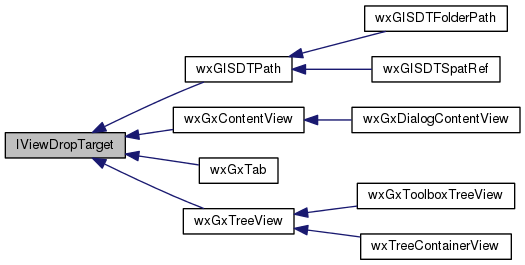 wxGISDTFolderPath
wxGISDTPath
wxGISDTSpatRef
wxGxContentView
wxGxDialogContentView
IViewDropTarget
wxGxTab
wxGxToolboxTreeView
wxGxTreeView
wxTreeContainerView